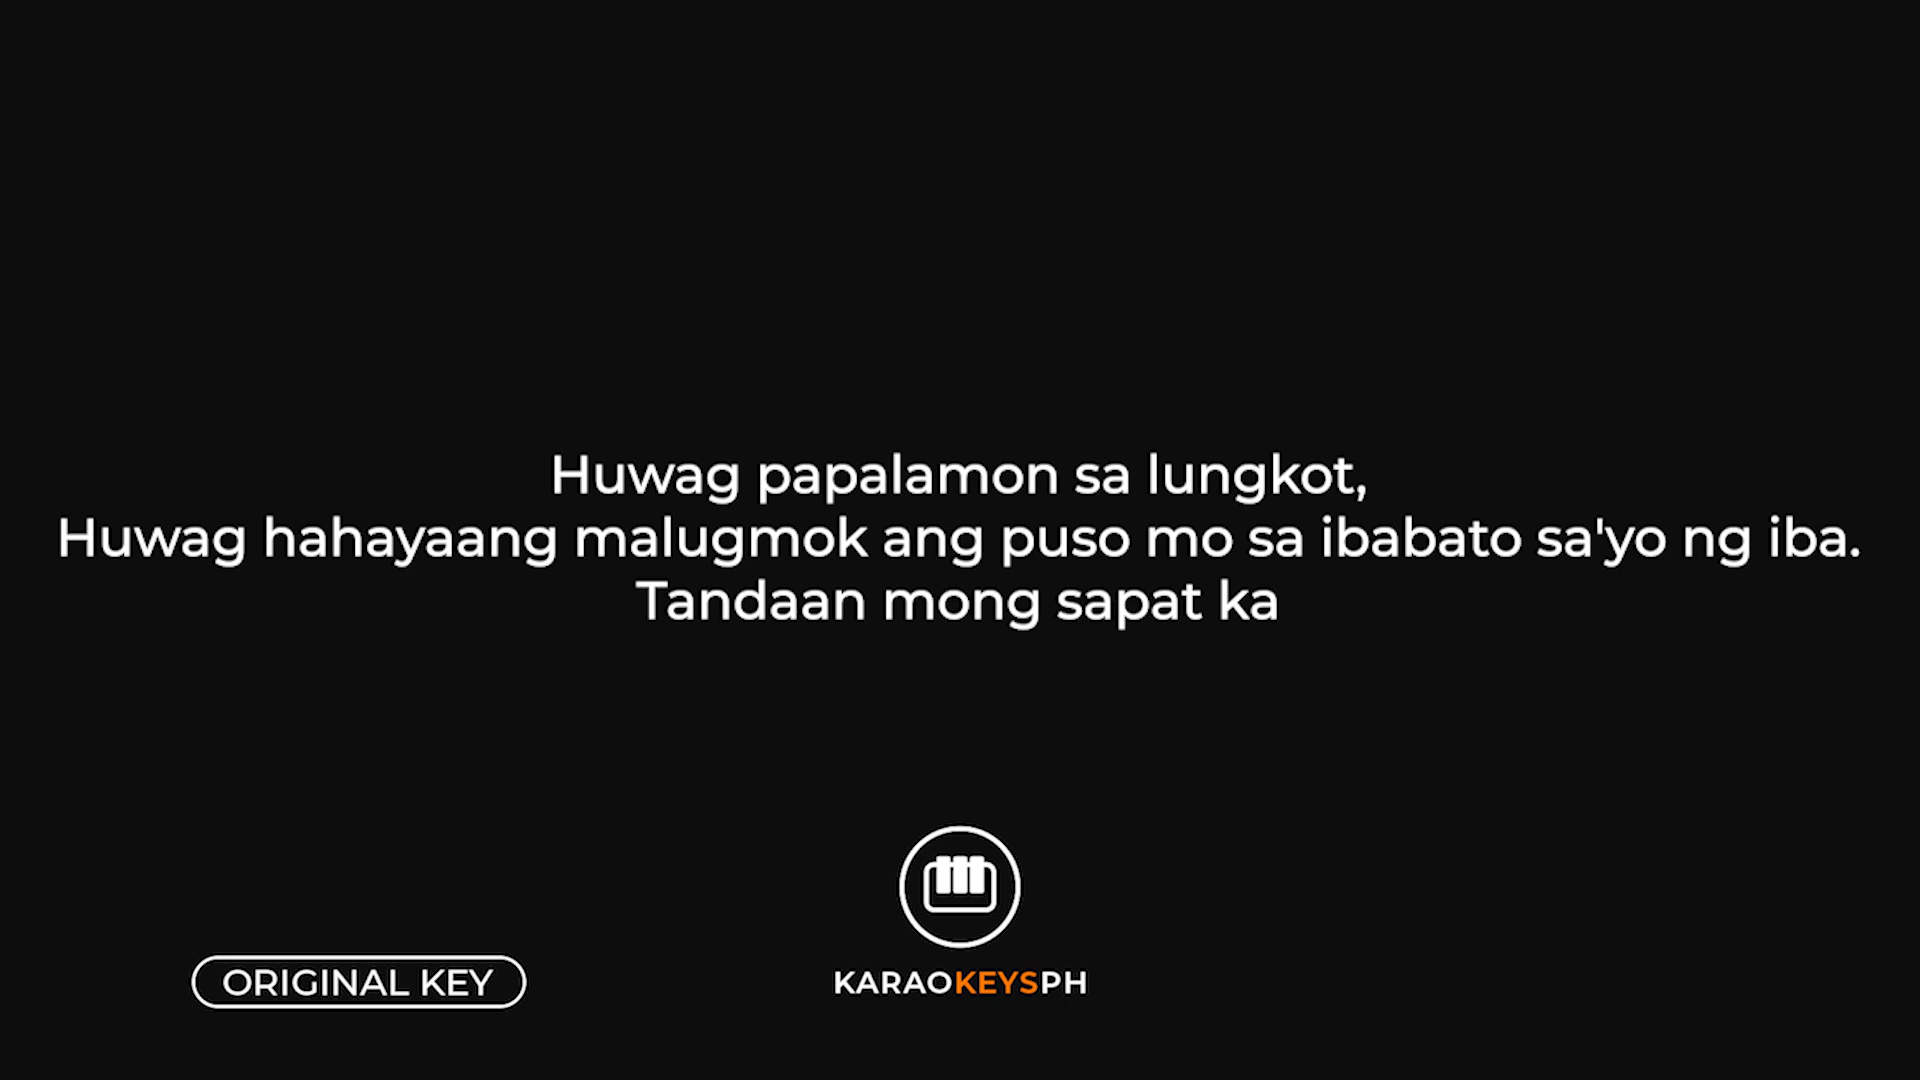 Huwag papalamon sa lungkot,
Huwag hahayaang malugmok ang puso mo sa ibabato sa'yo ng iba.
Tandaan mong sapat ka
ORIGINAL KEY
KARAOKEYSPH